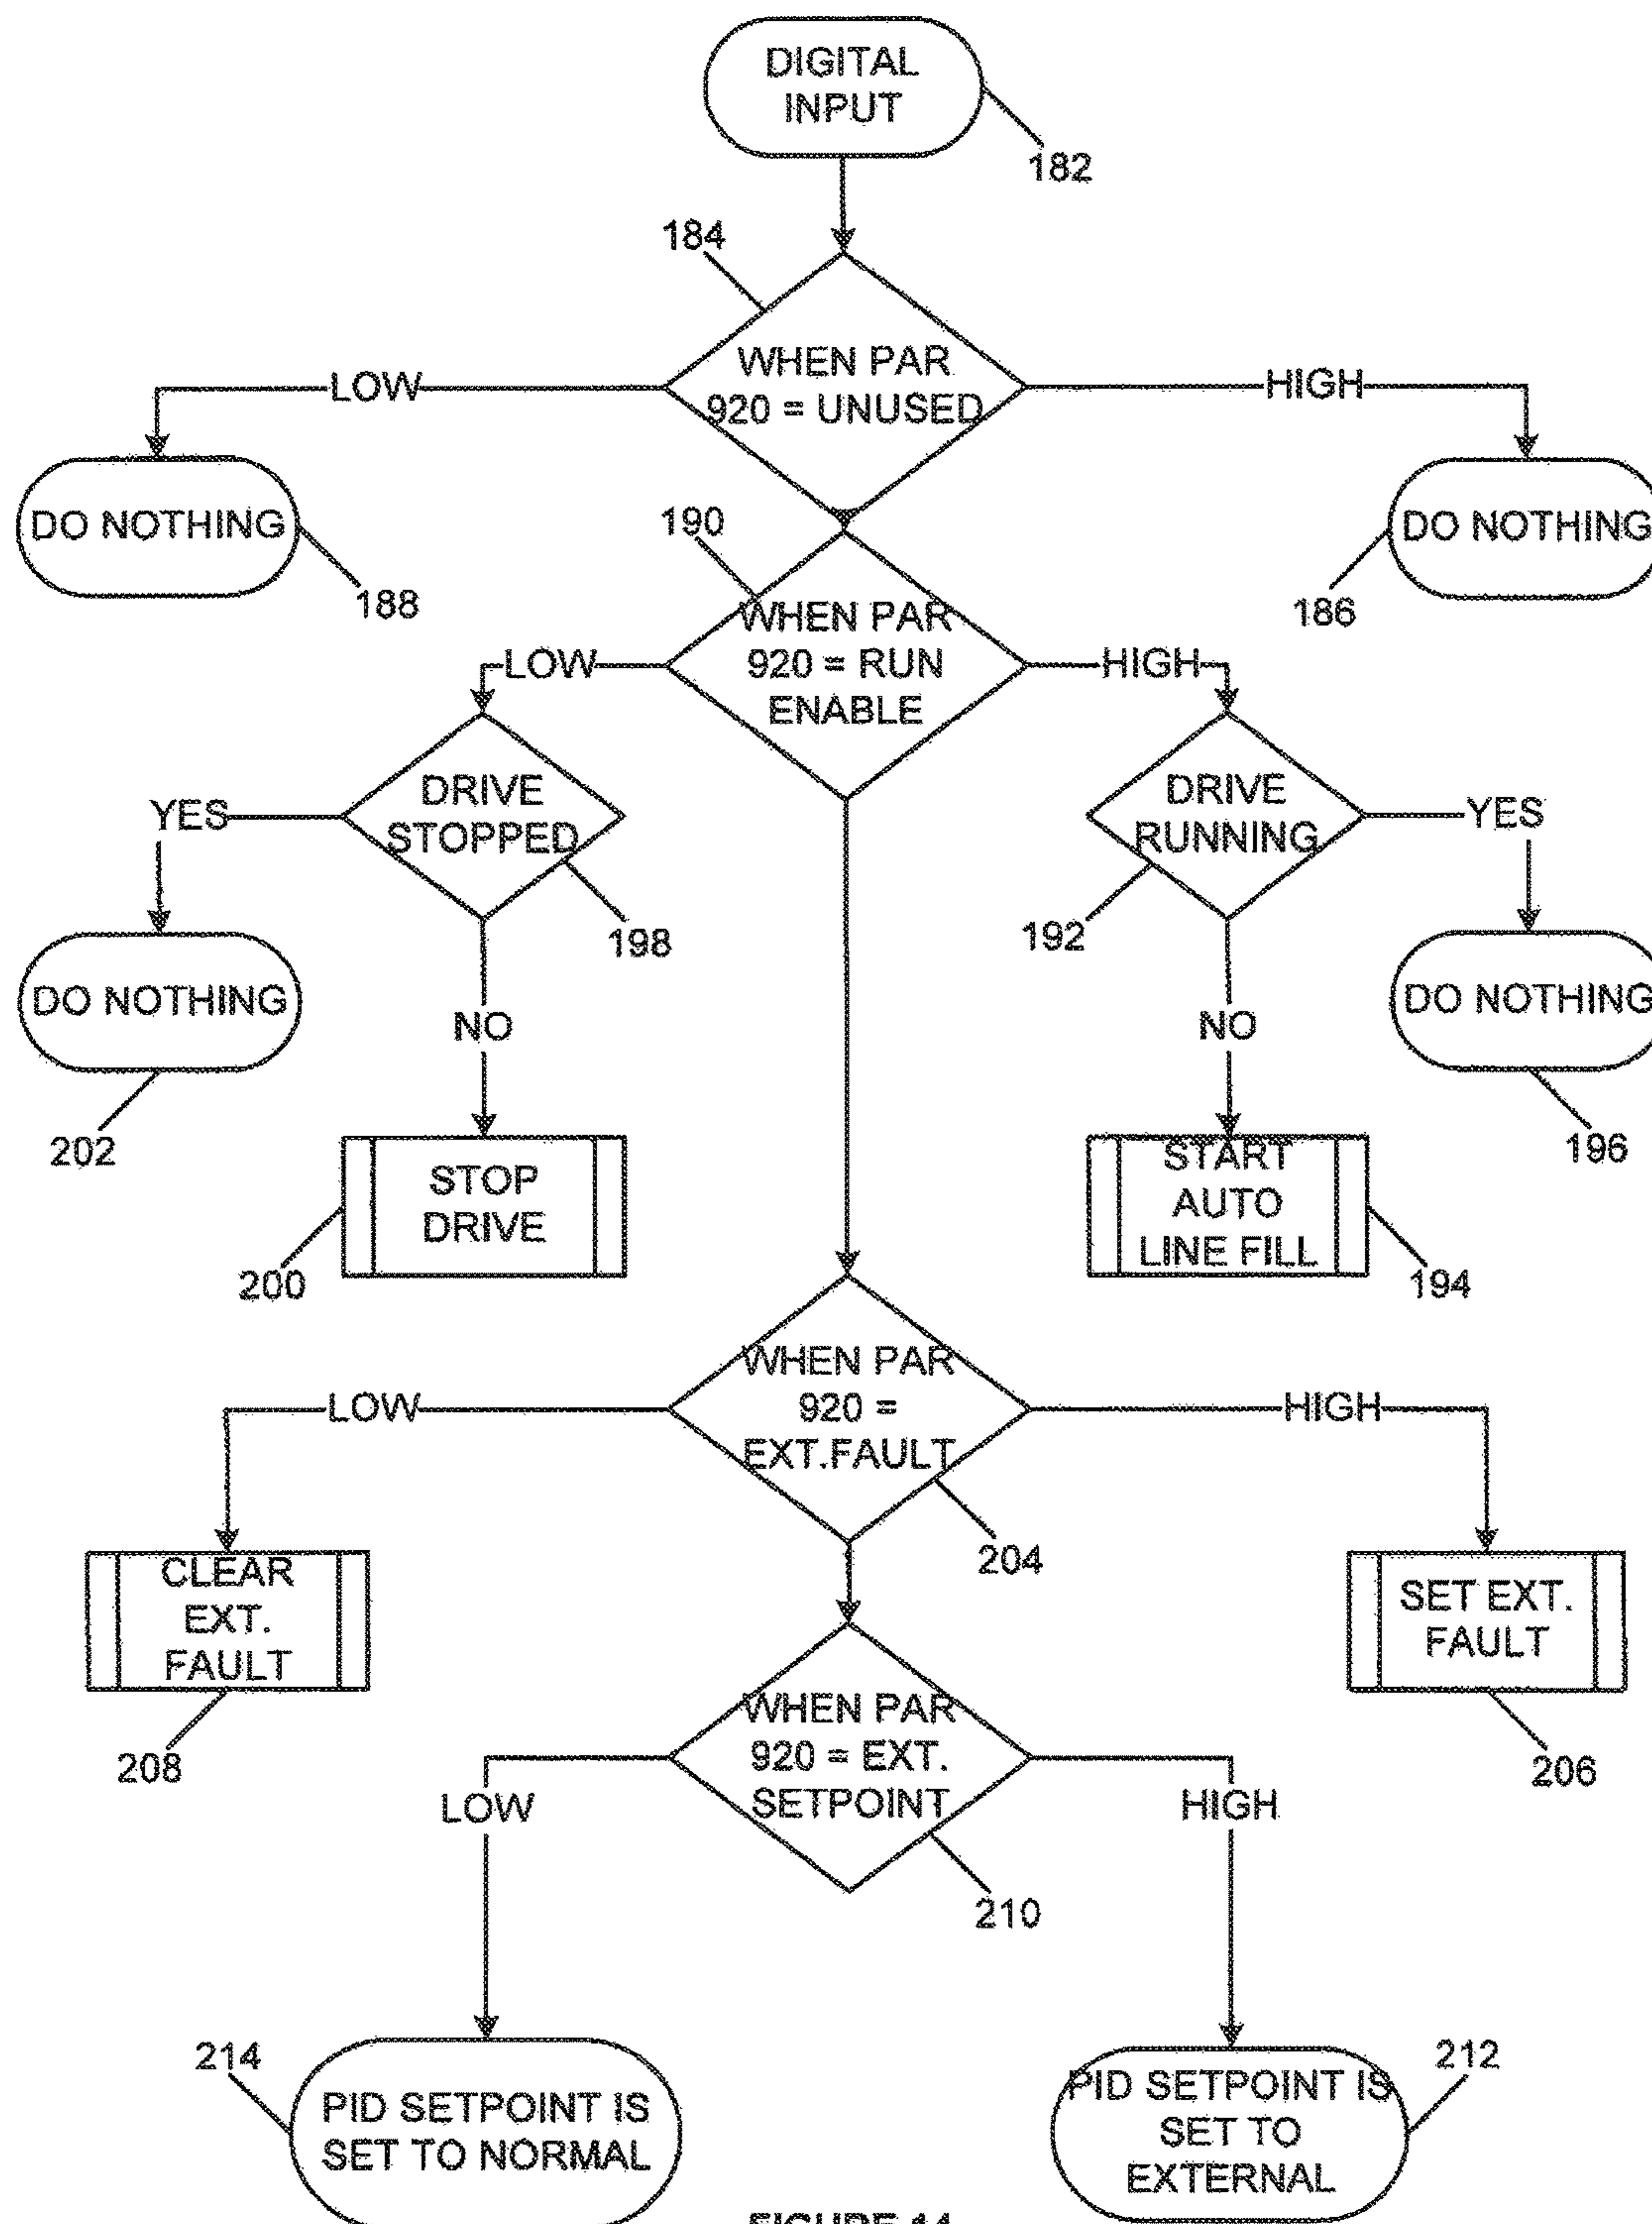 DIGITAL
INPUT
182
184
WHEN PAR
920 = UNUSED
LOW
HIGH
DO NOTHING
188
DO NOTHING
186
190
WHEN PAR
920 = RUN
ENABLE
LOW
HIGH
DRIVE
STOPPED
YES
198
DRIVE
RUNNING
YES
192
DO NOTHING
202
NO
NO
DO NOTHING
196
STOP
DRIVE
200
START
AUTO
LINE FILL
194
WHEN PAR
920 =
EXT.FAULT
LOW
HIGH
204
CLEAR
EXT.
FAULT
208
SET EXT.
FAULT
206
WHEN PAR
920 = EXT.
SETPOINT
LOW
HIGH
210
214
PID SETPOINT IS
SET TO NORMAL
212
PID SETPOINT IS
SET TO
EXTERNAL
FIGURE 14